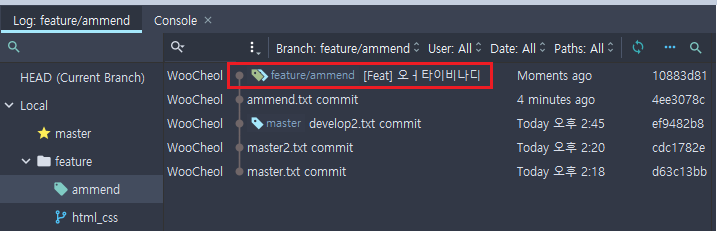 Log: feature/ammend Console
Branch: feature/ammend User: All Date: All Paths: All
HEAD (Current Branch)
Local
master
feature
ammend
html_css
WooCheol feature/ammend [Feat] 오ㅓ타이비나디 Moments ago 10883d81
WooCheol ammend.txt commit 4 minutes ago 4ee3078c
WooCheol master develop2.txt commit Today 오후 2:45 ef9482b8
WooCheol master2.txt commit Today 오후 2:20 cdc1782e
WooCheol master.txt commit Today 오후 2:18 d63c13bb